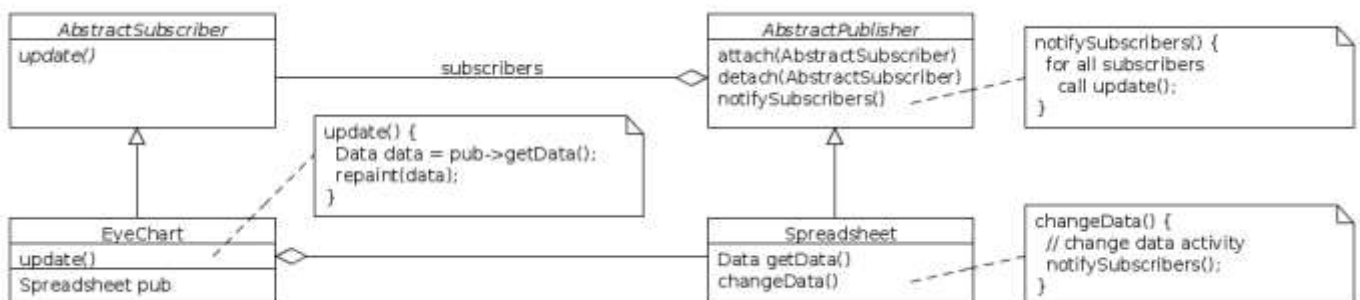 AbstractSubscriber
update()
subscribers
AbstractPublisher
attach(AbstractSubscriber)
detach(AbstractSubscriber)
notifySubscribers()
notifySubscribers() {
for all subscribers
call update();
}
update() {
Data data = pub->getData();
repaint(data);
}
EyeChart
update()
Spreadsheet pub
Spreadsheet
Data getData()
changeData()
changeData() {
// change data activity
notifySubscribers();
}